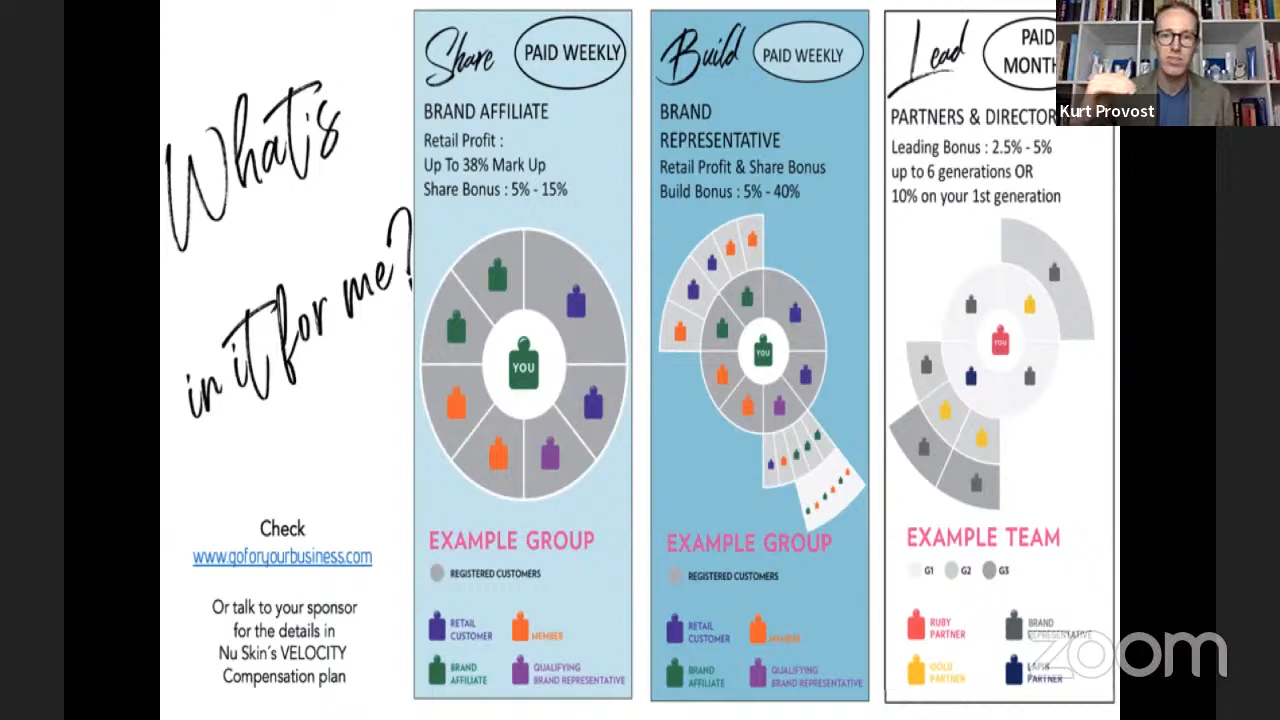 What's
in it for me?
Check
www.goforyourbusiness.com
Or talk to your sponsor
for the details in
Nu Skin´s VELOCITY
Compensation plan
Share
PAID WEEKLY
BRAND AFFILIATE
Retail Profit :
Up To 38% Mark Up
Share Bonus : 5% - 15%
YOU
EXAMPLE GROUP
REGISTERED CUSTOMERS
RETAIL
CUSTOMER
MEMBER
BRAND
AFFILIATE
QUALIFYING
BRAND REPRESENTATIVE
Build
PAID WEEKLY
BRAND
REPRESENTATIVE
Retail Profit & Share Bonus
Build Bonus : 5% - 40%
YOU
EXAMPLE GROUP
REGISTERED CUSTOMERS
RETAIL
CUSTOMER
MEMBER
BRAND
AFFILIATE
QUALIFYING
BRAND REPRESENTATIVE
Lead
PAID
MONTH
PARTNERS & DIRECTOR
Leading Bonus : 2.5% - 5%
up to 6 generations OR
10% on your 1st generation
YOU
EXAMPLE TEAM
G1
G2
G3
RUBY
PARTNER
BRAND
REPRESENTATIVE
GOLD
PARTNER
LAPIS
PARTNER
Kurt Provost
zoom